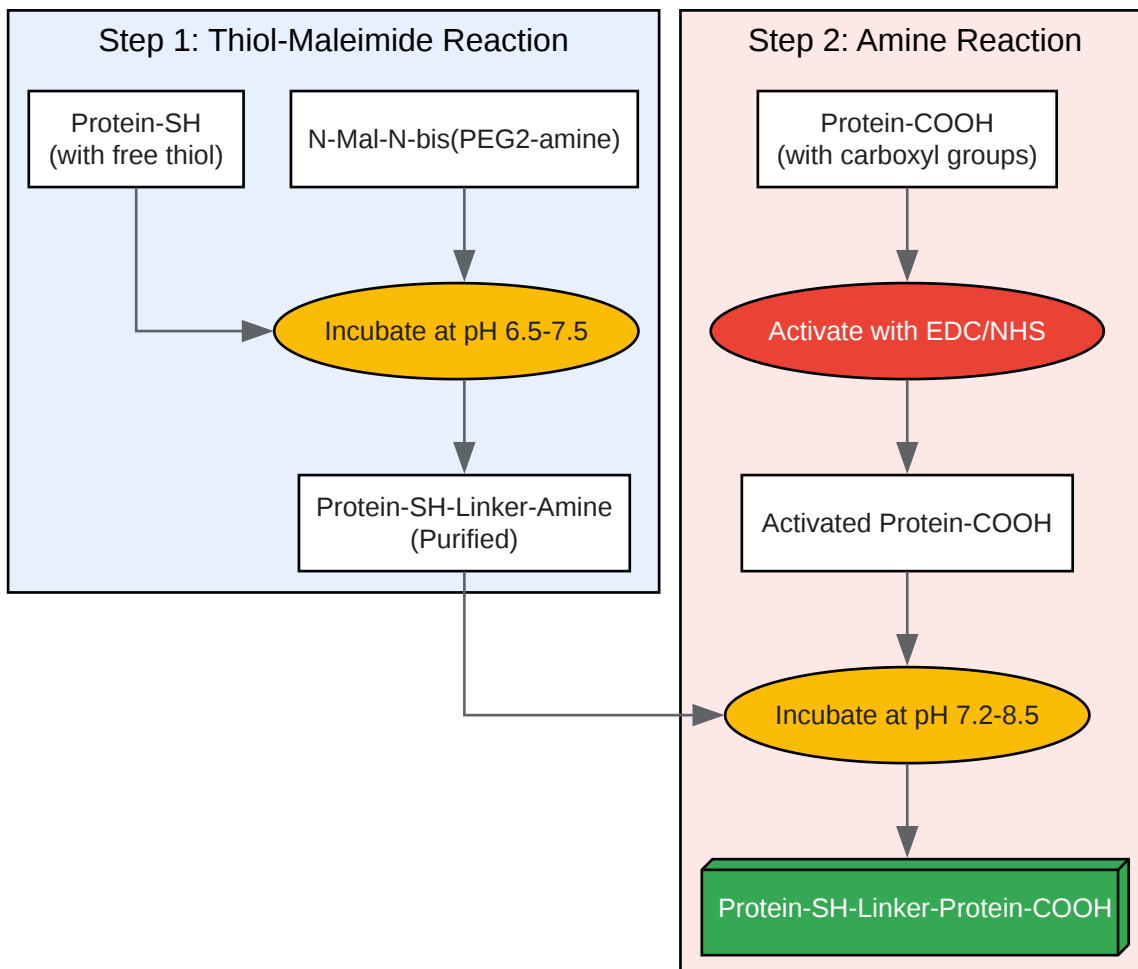 Step 1: Thiol-Maleimide Reaction
Protein-SH
(with free thiol)
N-Mal-N-bis(PEG2-amine)
Incubate at pH 6.5-7.5
Protein-SH-Linker-Amine
(Purified)
Step 2: Amine Reaction
Protein-COOH
(with carboxyl groups)
Activate with EDC/NHS
Activated Protein-COOH
Incubate at pH 7.2-8.5
Protein-SH-Linker-Protein-COOH